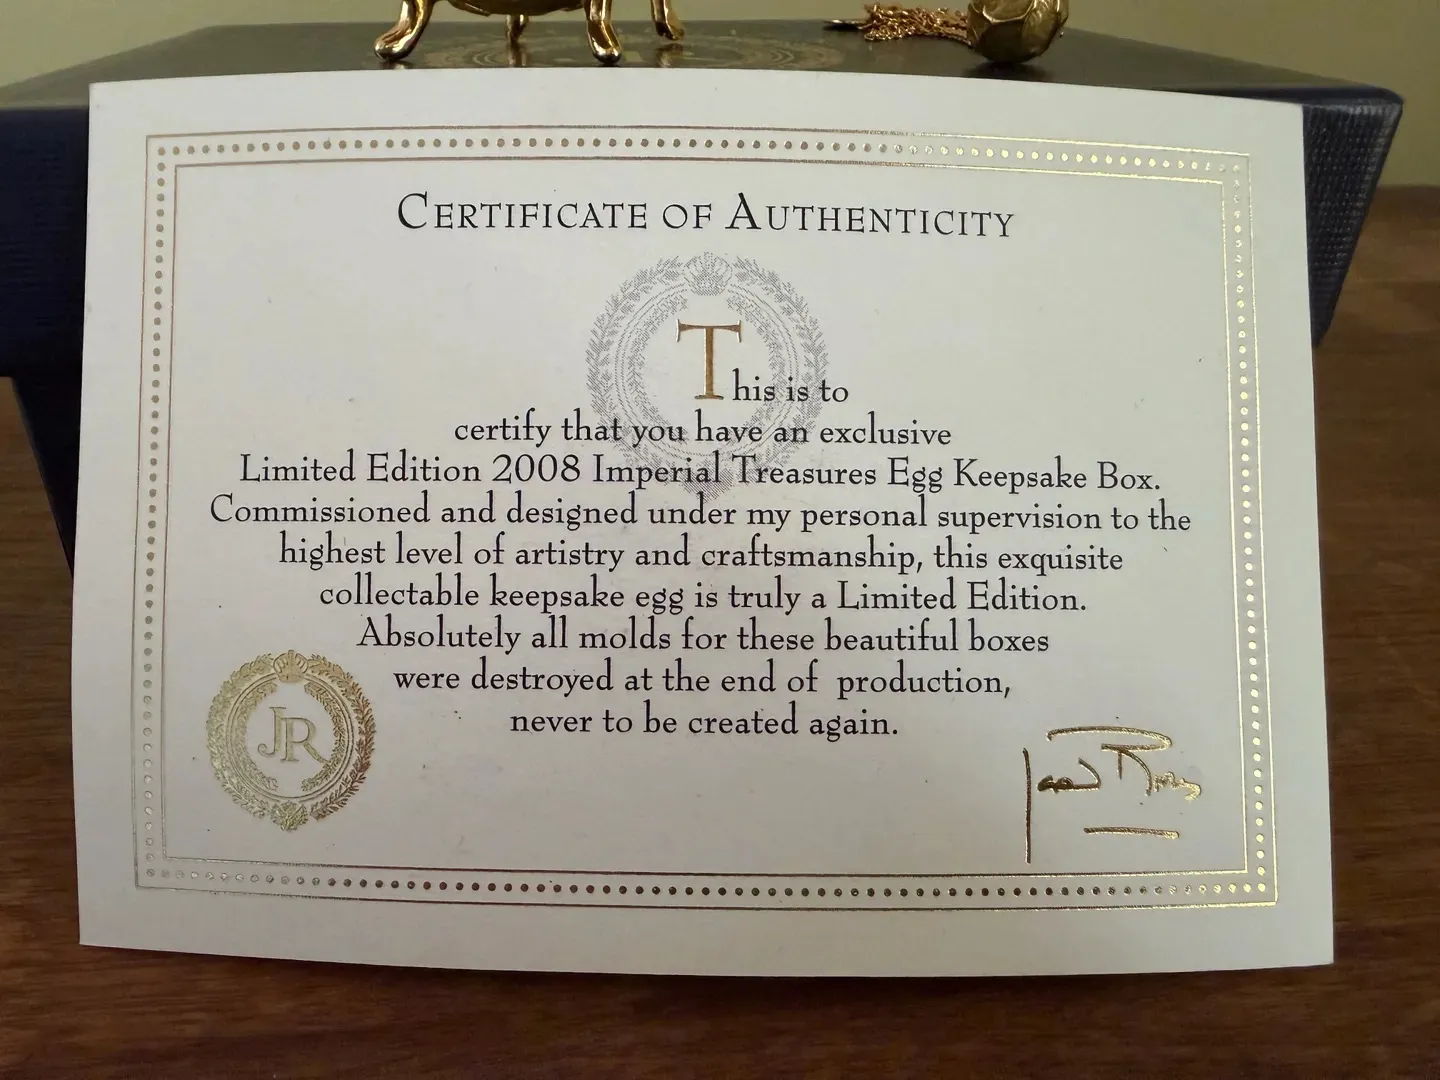 CERTIFICATE OF AUTHENTICITY
This is to
certify that you have an exclusive
Limited Edition 2008 Imperial Treasures Egg Keepsake Box.
Commissioned and designed under my personal supervision to the
highest level of artistry and craftsmanship, this exquisite
collectable keepsake egg is truly a Limited Edition.
Absolutely all molds for these beautiful boxes
were destroyed at the end of production,
never to be created again.
JR